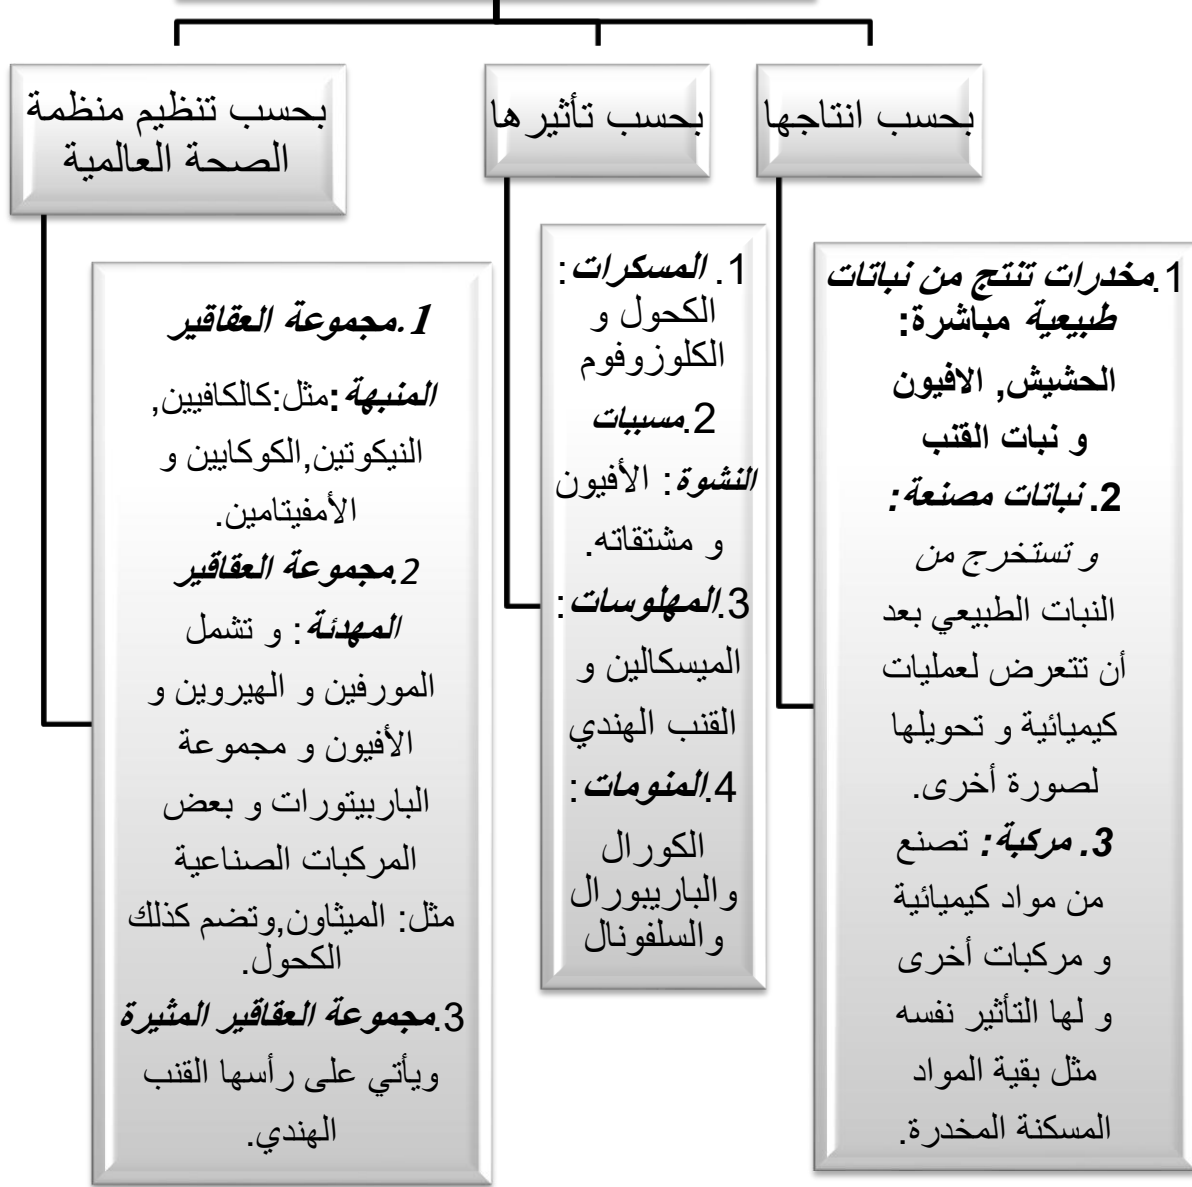 بحسب انتاجها
1.مخدرات تنتج من نباتات
طبيعية مباشرة:
الحشيش, الافيون
و نبات القنب
2. نباتات مصنعة:
و تستخرج من
النبات الطبيعي بعد
أن تتعرض لعمليات
كيميائية و تحويلها
لصورة أخرى.
3. مركبة: تصنع
من مواد كيميائية
و مركبات أخرى
و لها التأثير نفسه
مثل بقية المواد
المسكنة المخدرة.
بحسب تأثيرها
1. المسكرات:
الكحول و
الكلوزوفوم
2.مسببات
النشوة: الأفيون
و مشتقاته.
3.المهلوسات:
الميسكالين و
القنب الهندي
4.المنومات:
الكورال
والباريبورال
والسلفونال
بحسب تنظيم منظمة
الصحة العالمية
1.مجموعة العقاقير
المنبهة:مثل:كالكافيين,
النيكوتين,الكوكايين و
الأمفيتامين.
2.مجموعة العقاقير
المهدئة: و تشمل
المورفين و الهيروين و
الأفيون و مجموعة
الباربيتورات و بعض
المركبات الصناعية
مثل: الميثاون,وتضم كذلك
الكحول.
3.مجموعة العقاقير المثيرة
ويأتي على رأسها القنب
الهندي.